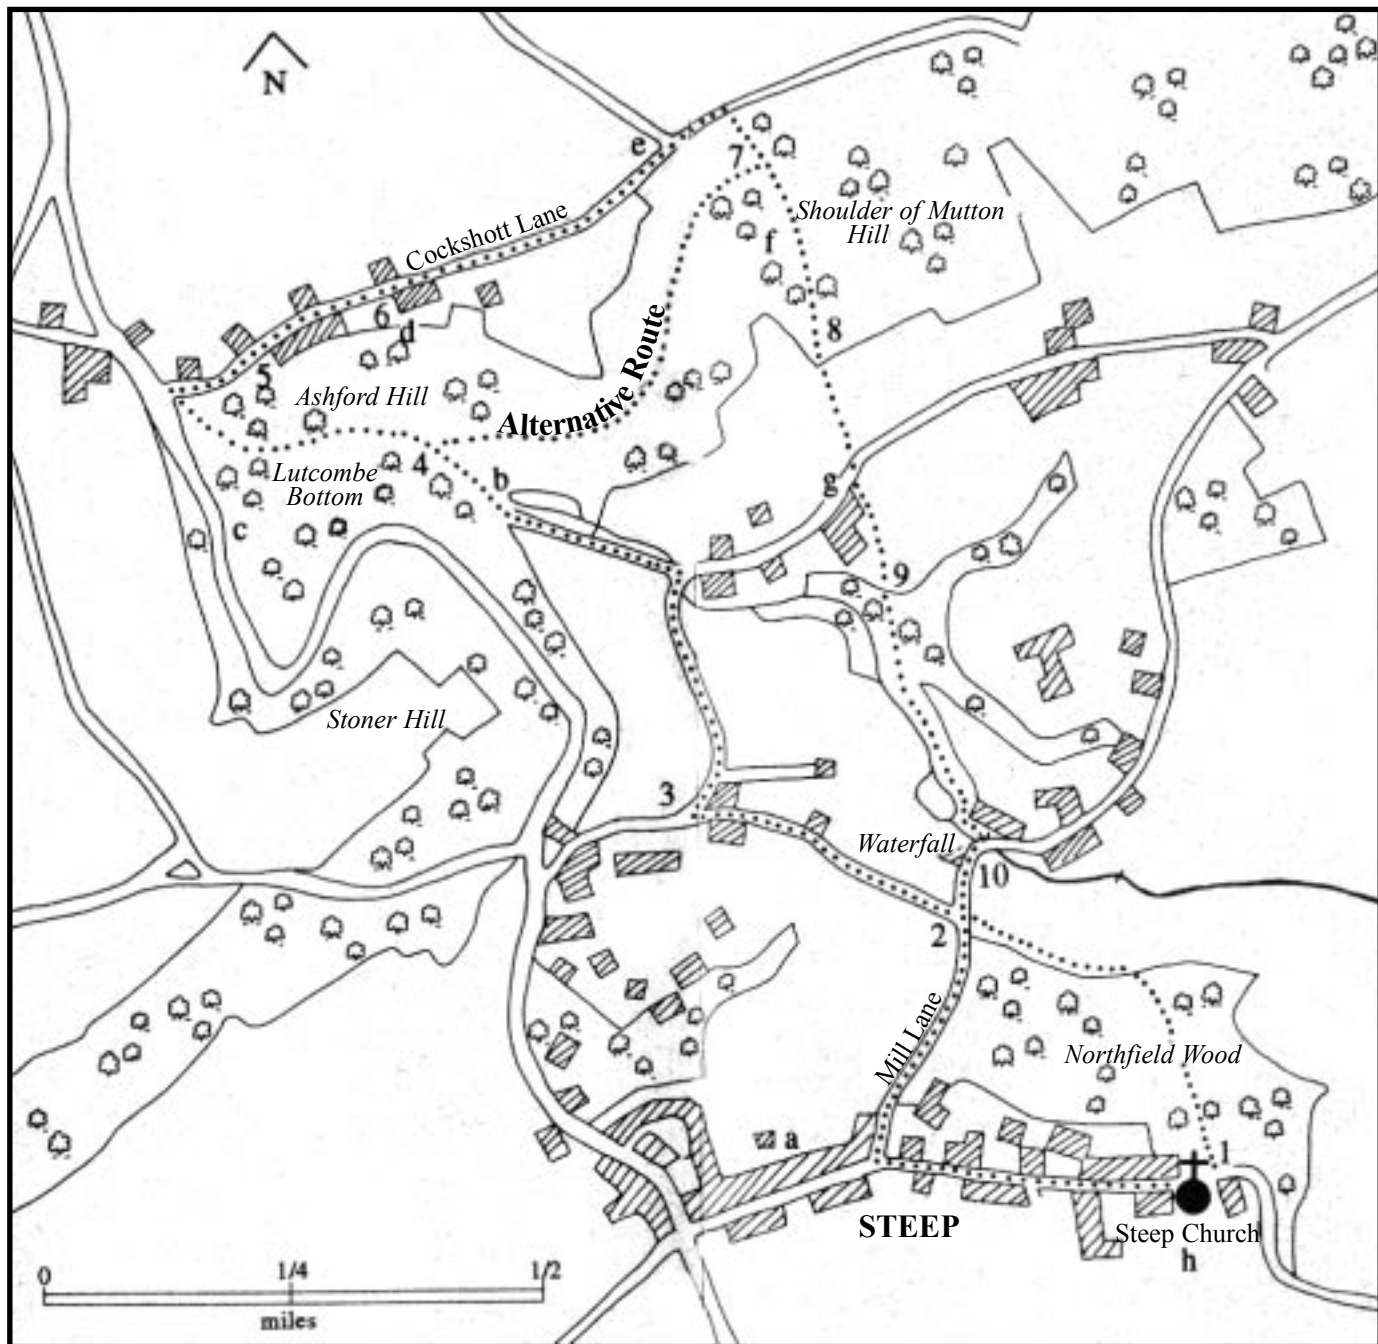 N
e
7
Cockshott Lane
Shoulder of Mutton
Hill
f
6
d
8
5
Ashford Hill
Alternative Route
4
Lutcombe
Bottom
b
g
c
9
Stoner Hill
3
Waterfall
10
2
Mill Lane
Northfield Wood
a
1
STEEP
Steep Church
h
0
1/4
1/2
miles